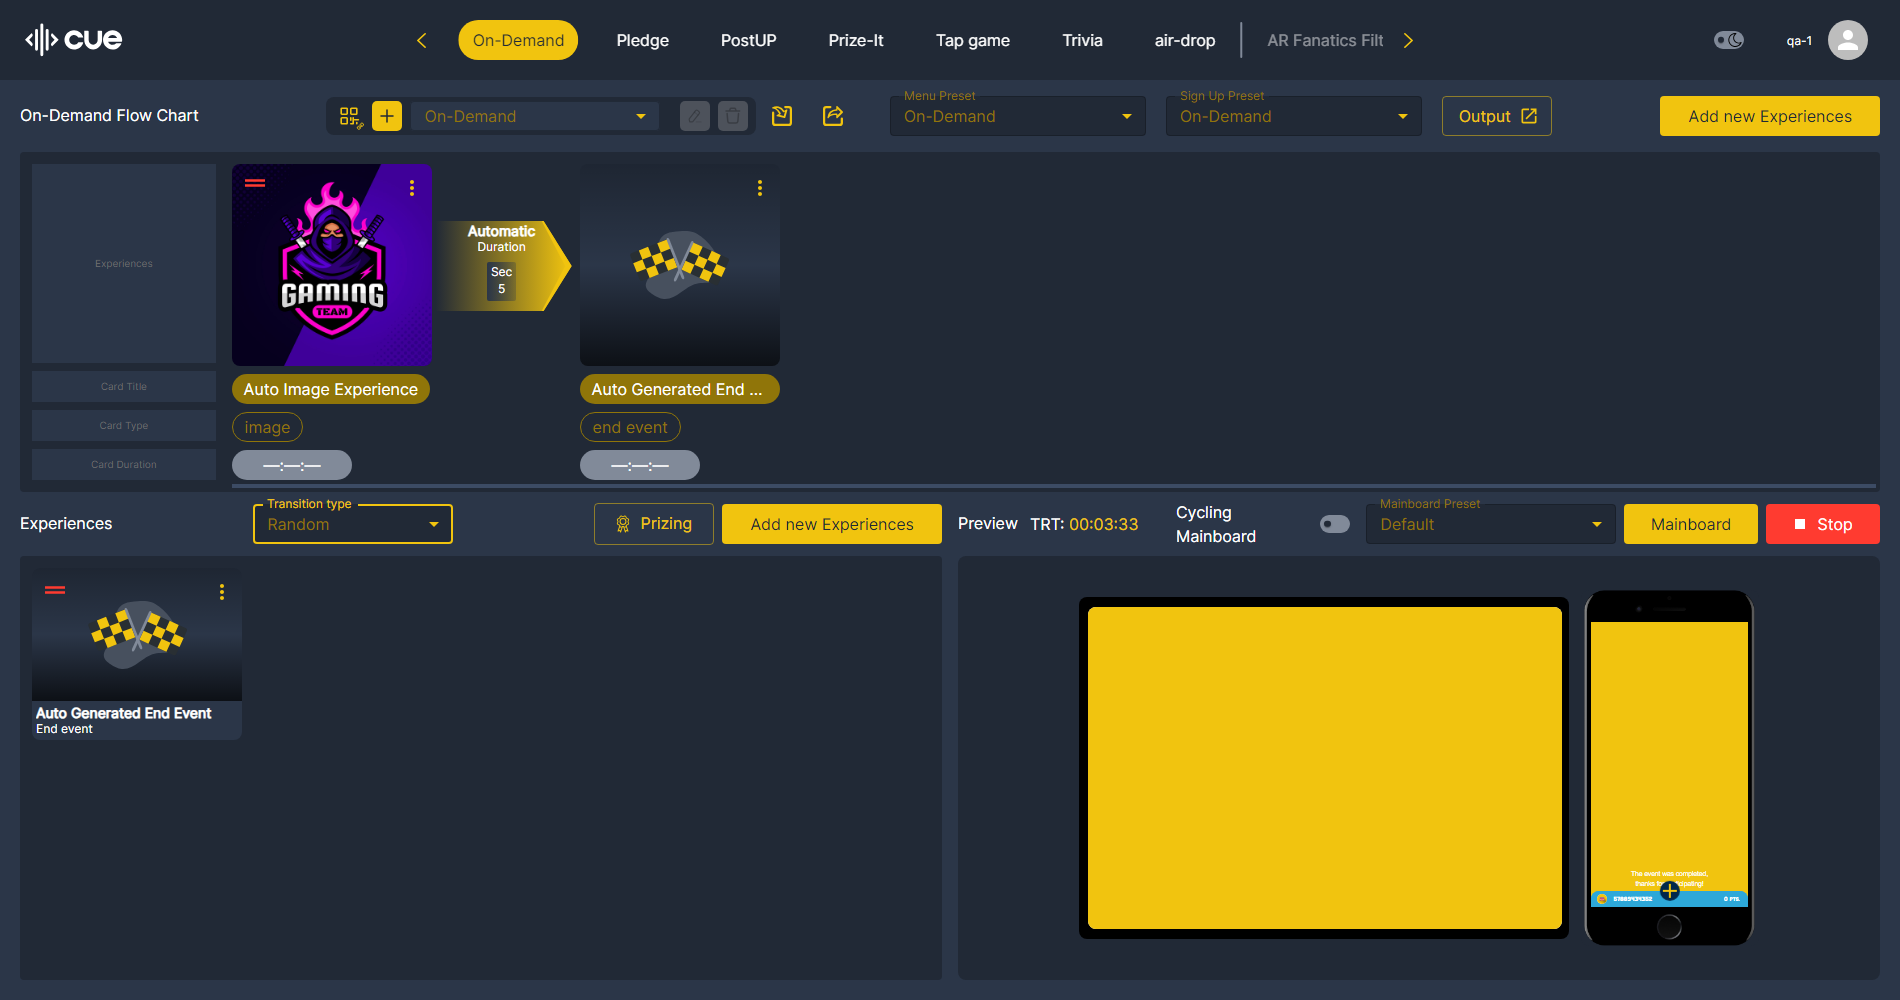 cue
On-Demand
Pledge
PostUP
Prize-It
Tap game
Trivia
air-drop
AR Fanatics Filt
qa-1
On-Demand Flow Chart
On-Demand
Menu Preset
On-Demand
Sign Up Preset
On-Demand
Output
Add new Experiences
Experiences
Card Title
Card Type
Card Duration
GAMING
TEAM
Automatic
Duration
Sec
5
Auto Image Experience
image
—:—:—
Auto Generated End ...
end event
—:—:—
Experiences
Transition type
Random
Prizing
Add new Experiences
Preview
TRT: 00:03:33
Cycling
Mainboard
Mainboard Preset
Default
Mainboard
Stop
Auto Generated End Event
End event
The event was completed,
thanks
0 PTS.